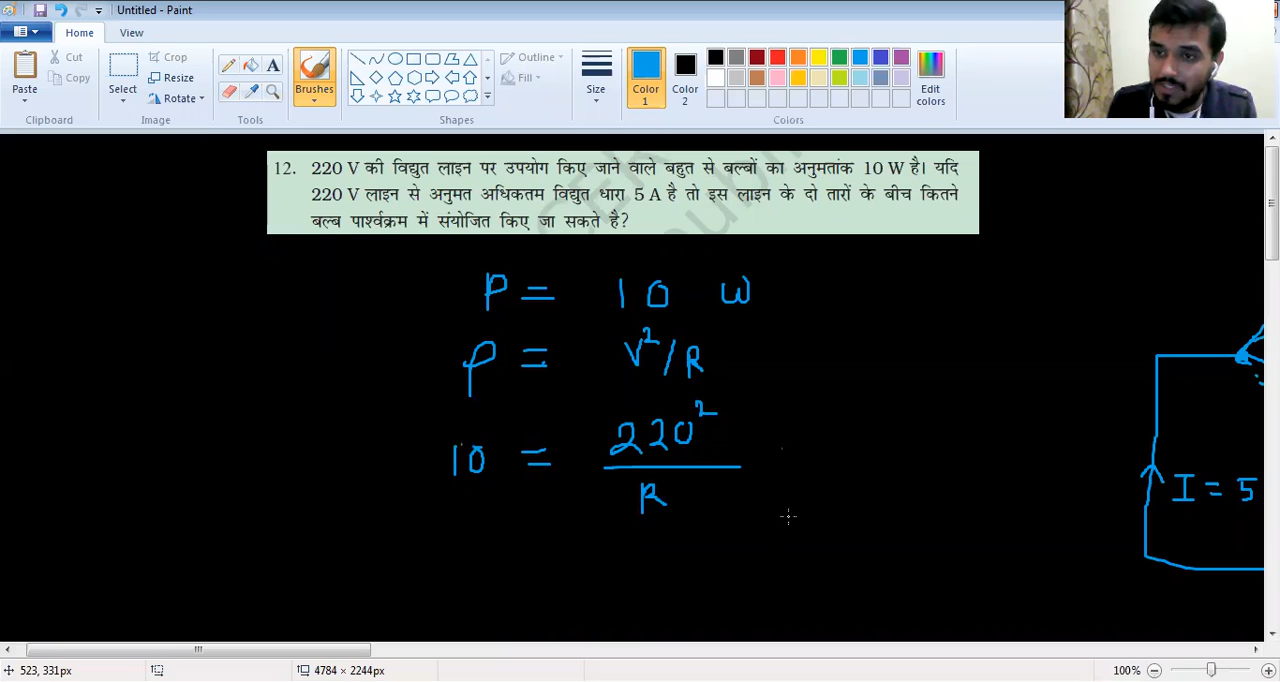 Untitled - Paint
Home View
Paste
Cut
Copy
Clipboard
Select
Crop
Resize
Rotate
Image
Tools
Brushes
Shapes
Outline
Fill
Size
Color 1
Color 2
Edit colors
Colors
12. 220 V की विद्युत लाइन पर उपयोग किए जाने वाले बहुत से बल्बों का अनुमतांक 10 W है। यदि
220 V लाइन से अनुमत अधिकतम विद्युत धारा 5 A है तो इस लाइन के दो तारों के बीच कितने
बल्ब पार्श्वक्रम में संयोजित किए जा सकते है?
P = 10 W
P = V²/R
10 = 220²
R
I = 5
523, 331px
4784 × 2244px
100%